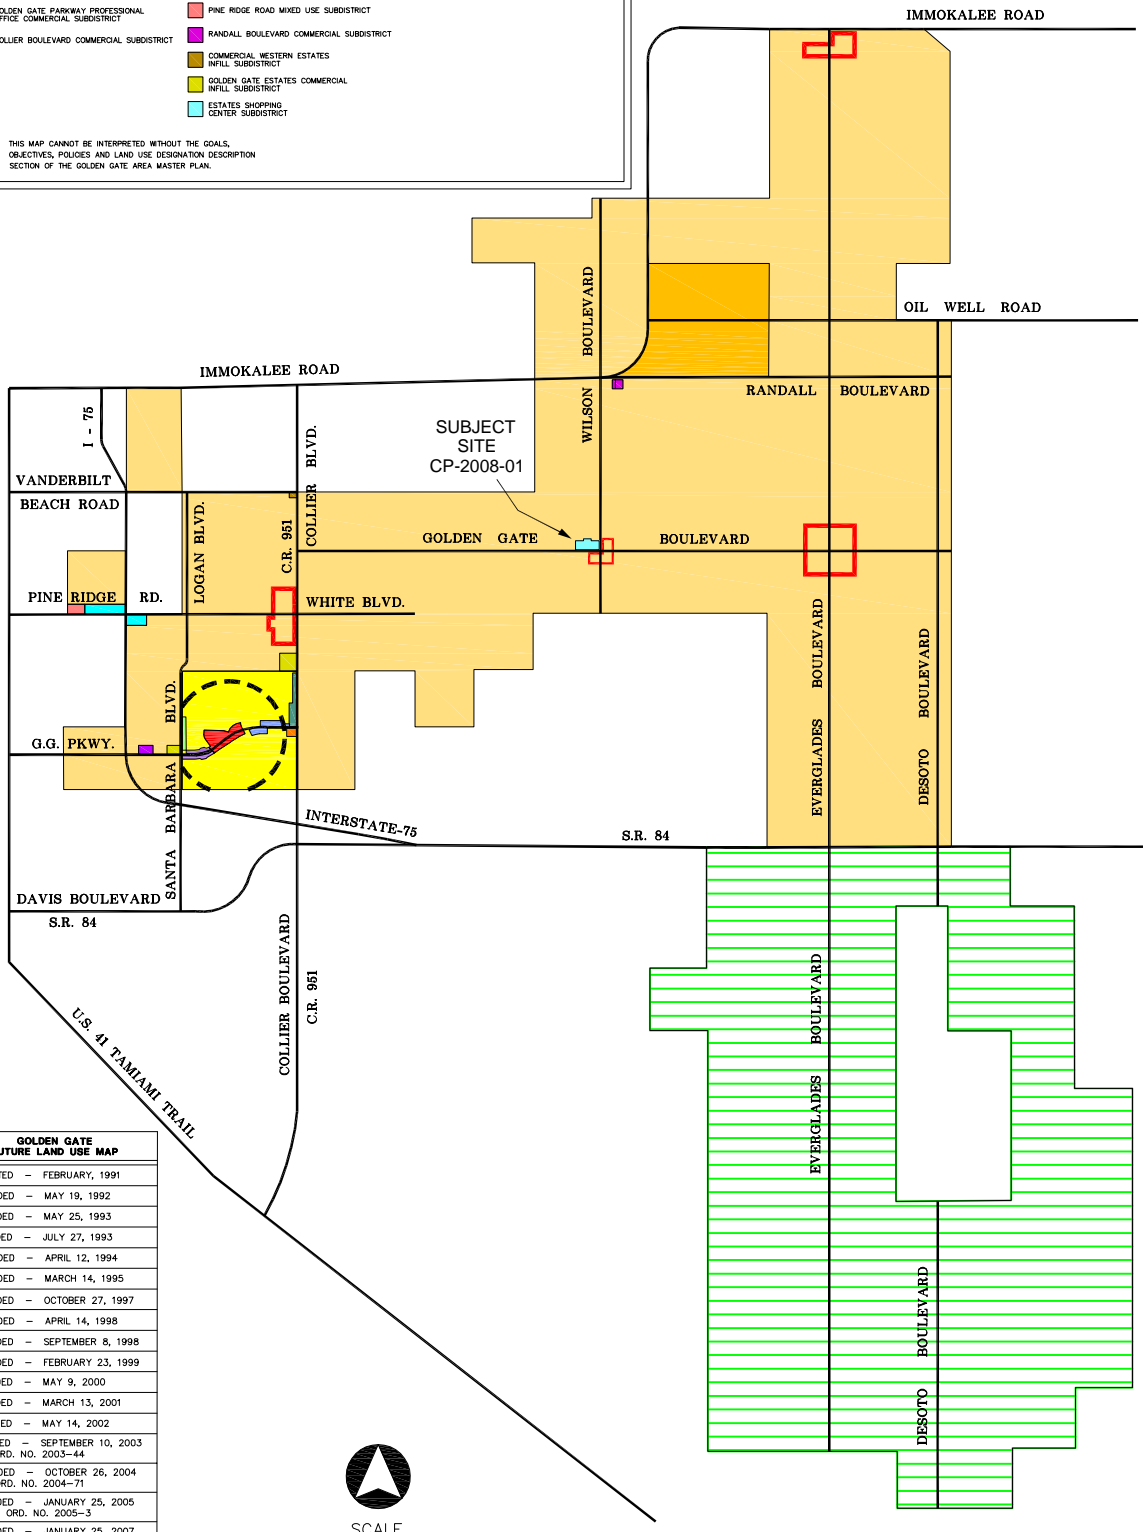 GATE PARKWAY PROFESSIONAL
COMMERCIAL SUBDISTRICT
BOULEVARD COMMERCIAL SUBDISTRICT
PINE RIDGE ROAD MIXED USE SUBDISTRICT
RANDALL BOULEVARD COMMERCIAL SUBDISTRICT
COMMERCIAL WESTERN ESTATES
INFILL SUBDISTRICT
GOLDEN GATE ESTATES COMMERCIAL
INFILL SUBDISTRICT
ESTATES SHOPPING
CENTER SUBDISTRICT
THIS MAP CANNOT BE INTERPRETED WITHOUT THE GOALS,
OBJECTIVES, POLICIES AND LAND USE DESIGNATION DESCRIPTION
SECTION OF THE GOLDEN GATE AREA MASTER PLAN.
IMMOKALEE ROAD
OIL WELL ROAD
WILSON BOULEVARD
IMMOKALEE ROAD
RANDALL BOULEVARD
I - 75
SUBJECT
SITE
CP-2008-01
VANDERBILT
BEACH ROAD
LOGAN BLVD.
C.R. 951
COLLIER BLVD.
GOLDEN GATE BOULEVARD
PINE RIDGE RD.
WHITE BLVD.
EVERGLADES BOULEVARD
DESOTO BOULEVARD
G.G. PKWY.
SANTA BARBARA BLVD.
INTERSTATE-75
S.R. 84
DAVIS BOULEVARD
S.R. 84
COLLIER BOULEVARD
C.R. 951
EVERGLADES BOULEVARD
U.S. 41 TAMIAMI TRAIL
DESOTO BOULEVARD
GOLDEN GATE
UTURE LAND USE MAP
TED - FEBRUARY, 1991
DED - MAY 19, 1992
DED - MAY 25, 1993
ED - JULY 27, 1993
DED - APRIL 12, 1994
DED - MARCH 14, 1995
DED - OCTOBER 27, 1997
DED - APRIL 14, 1998
DED - SEPTEMBER 8, 1998
DED - FEBRUARY 23, 1999
DED - MAY 9, 2000
DED - MARCH 13, 2001
ED - MAY 14, 2002
ED - SEPTEMBER 10, 2003
RD. NO. 2003-44
DED - OCTOBER 26, 2004
RD. NO. 2004-71
DED - JANUARY 25, 2005
ORD. NO. 2005-3
DED - JANUARY 25, 2007
SCALE